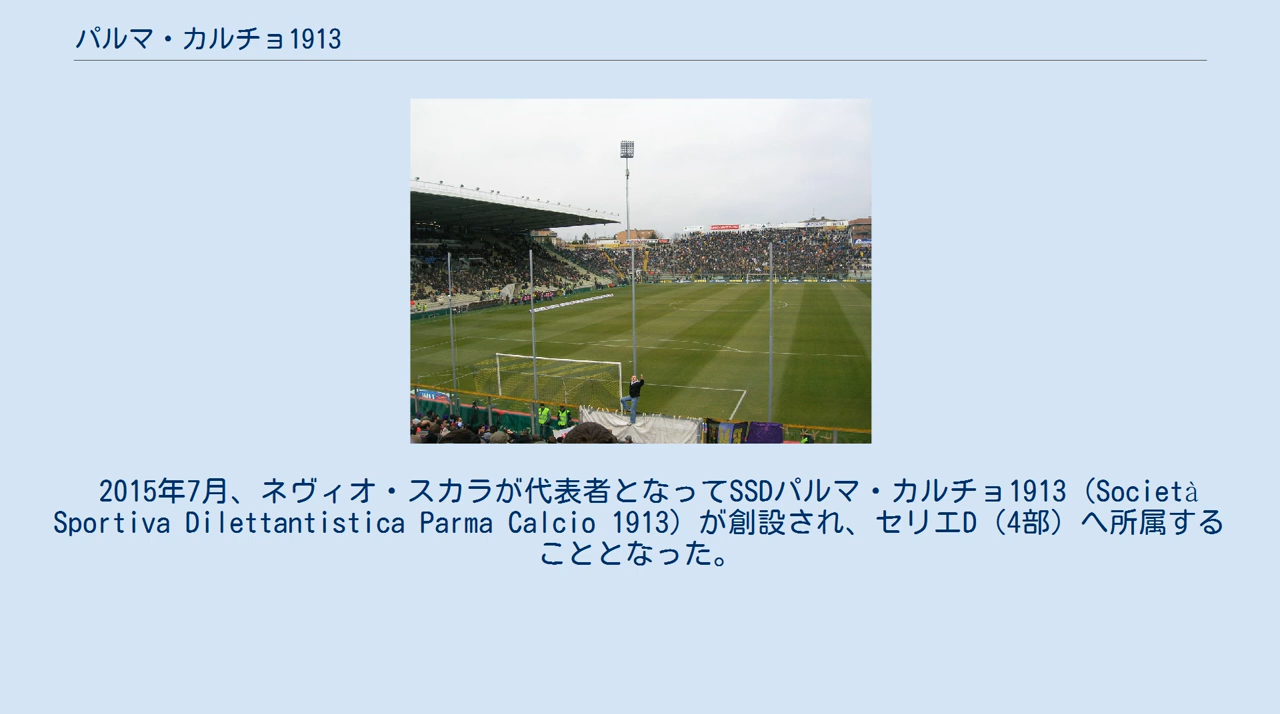 パルマ・カルチョ1913
2015年7月、ネヴィオ・スカラが代表者となってSSDパルマ・カルチョ1913（Società
Sportiva Dilettantistica Parma Calcio 1913）が創設され、セリエD（4部）へ所属する
こととなった。